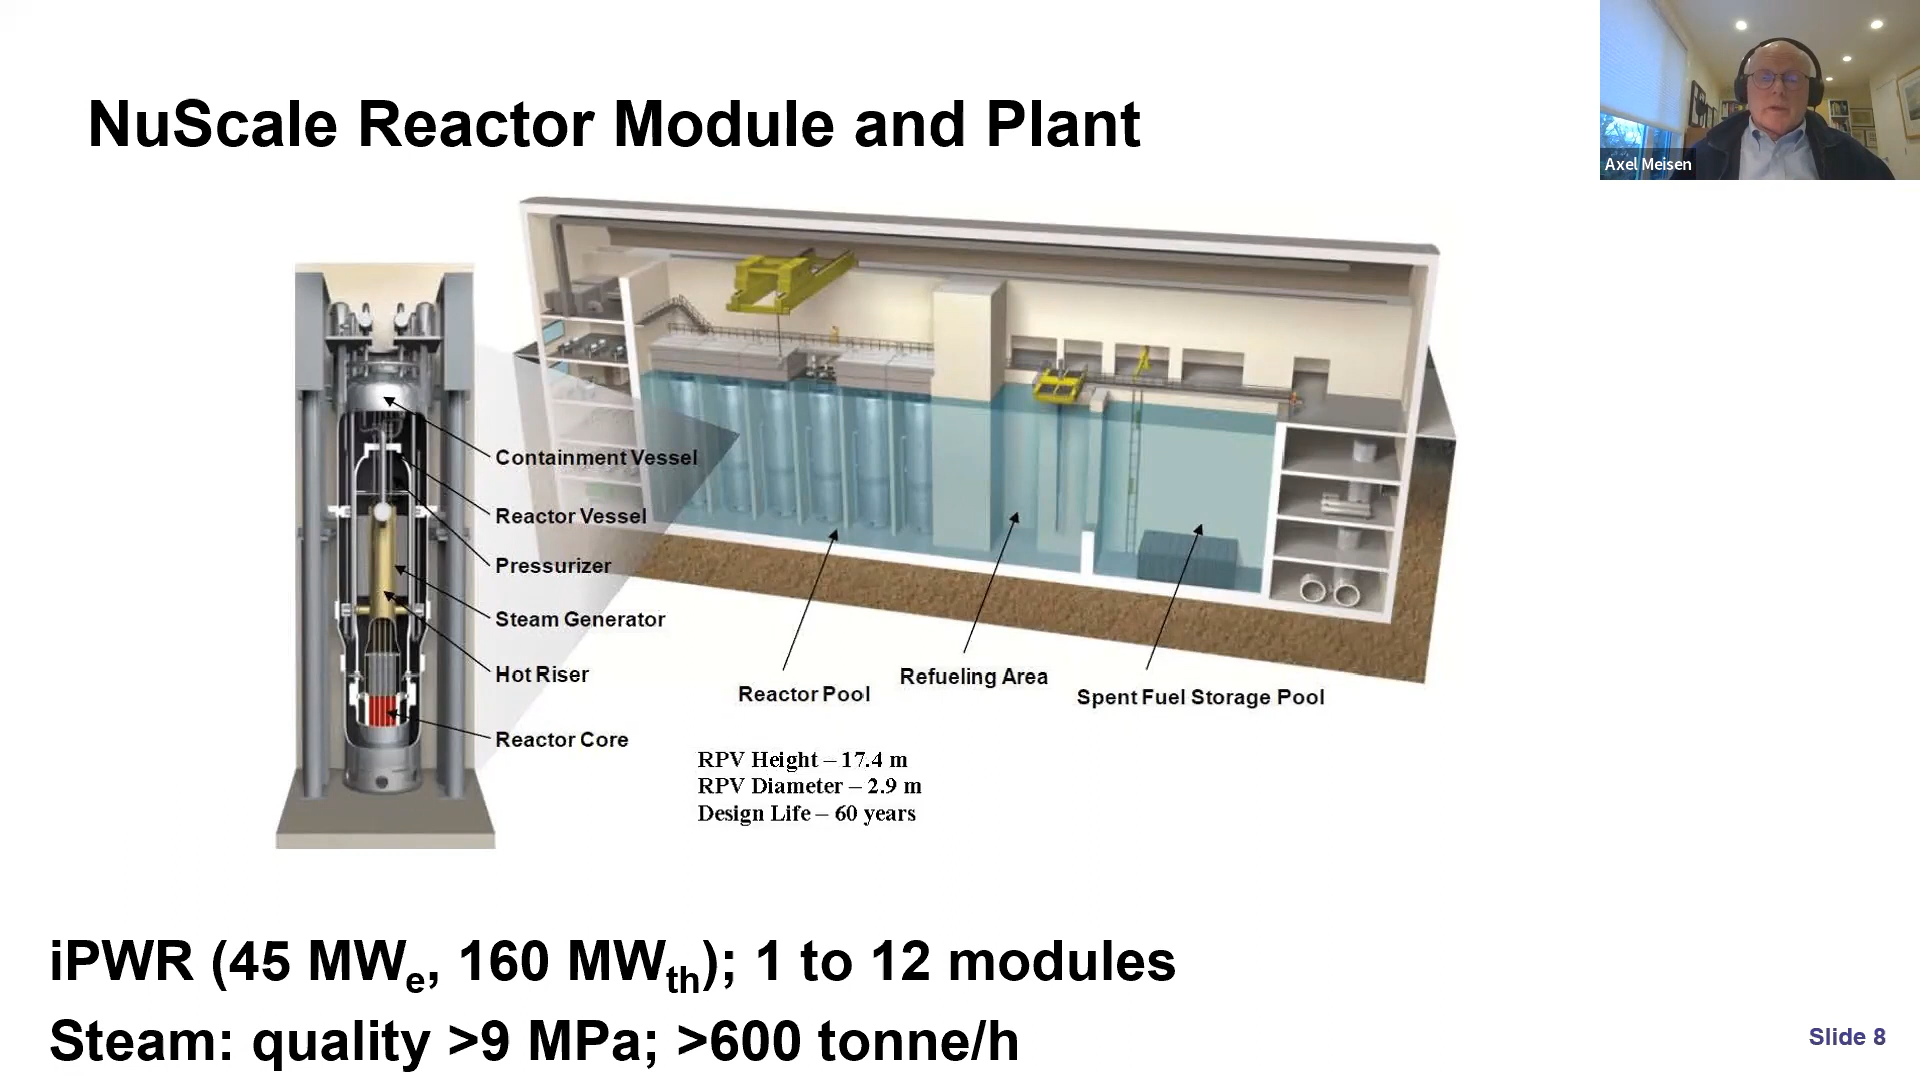 NuScale Reactor Module and Plant
Axel Meisen
Containment Vessel
Reactor Vessel
Pressurizer
Steam Generator
Hot Riser
Reactor Core
Reactor Pool
Refueling Area
Spent Fuel Storage Pool
RPV Height – 17.4 m
RPV Diameter – 2.9 m
Design Life – 60 years
iPWR (45 MWe, 160 MWth); 1 to 12 modules
Steam: quality >9 MPa; >600 tonne/h
Slide 8